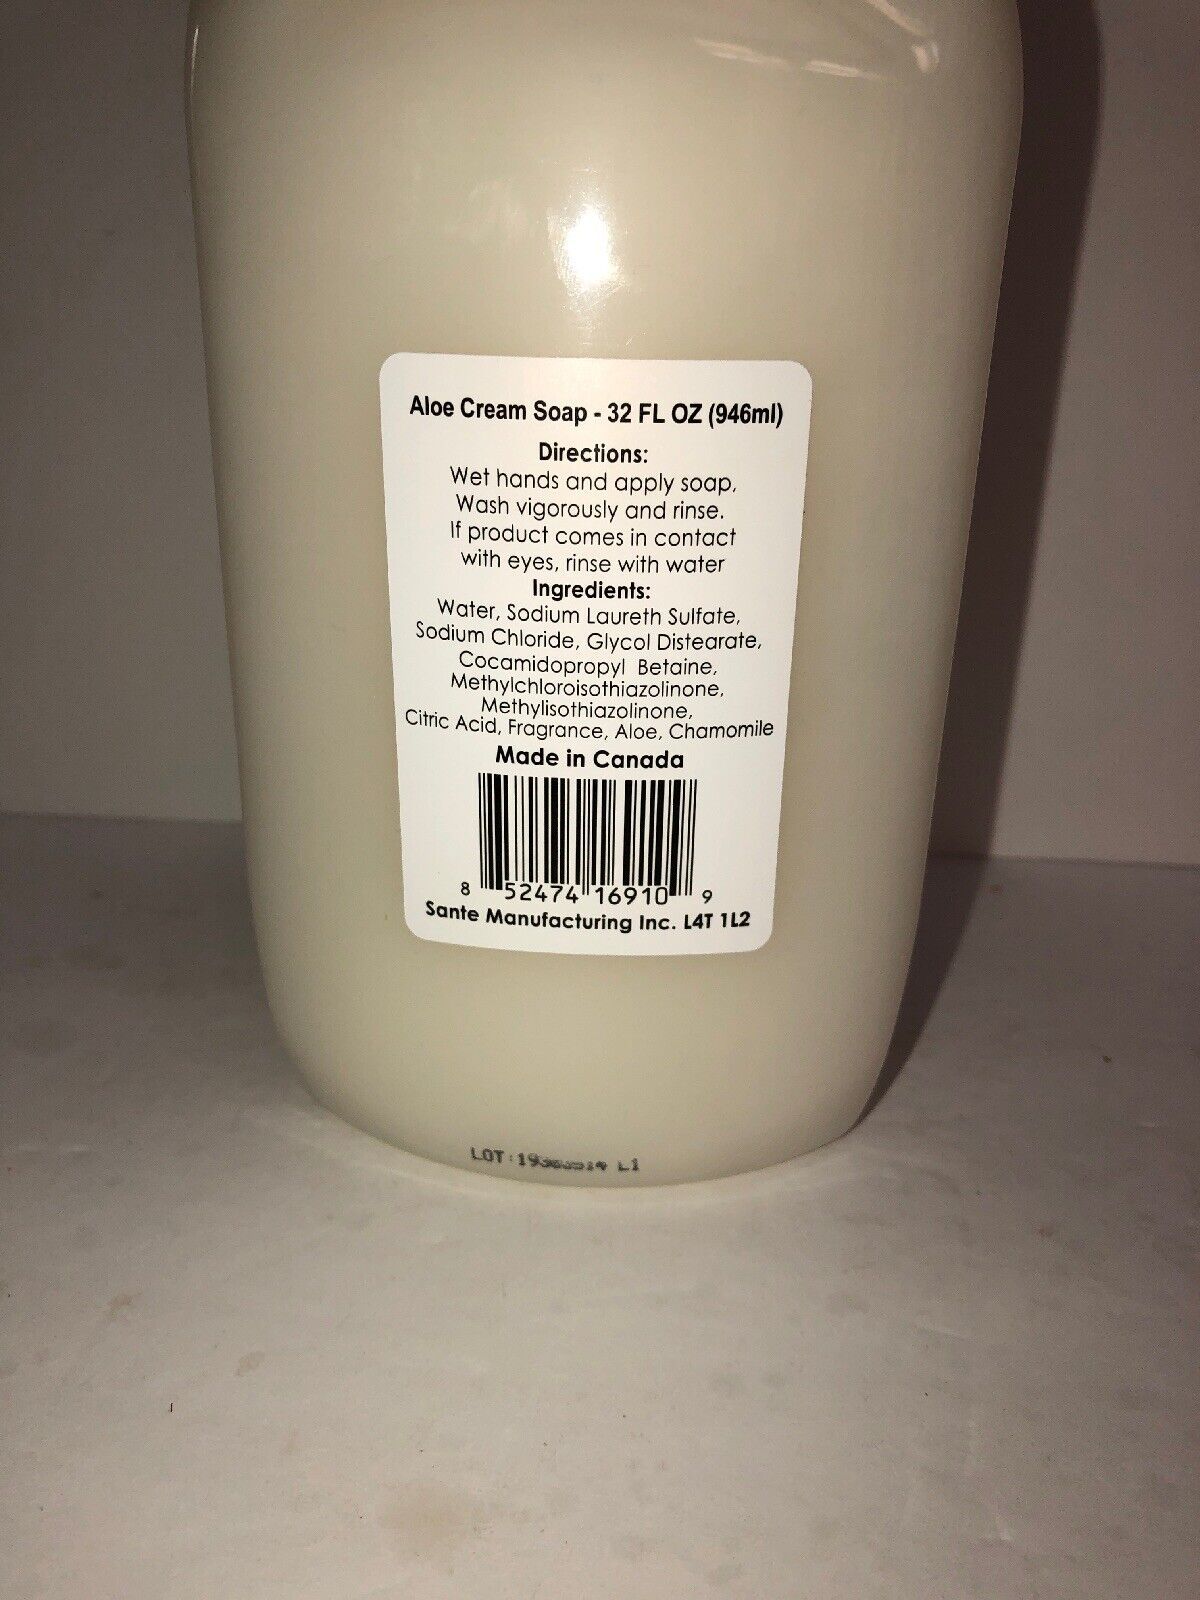 Aloe Cream Soap - 32 FL OZ (946ml)
Directions:
Wet hands and apply soap,
Wash vigorously and rinse.
If product comes in contact
with eyes, rinse with water
Ingredients:
Water, Sodium Laureth Sulfate,
Sodium Chloride, Glycol Distearate,
Cocamidopropyl Betaine,
Methylchloroisothiazolinone,
Methylisothiazolinone,
Citric Acid, Fragrance, Aloe, Chamomile
Made in Canada
8 52474 16910 9
Sante Manufacturing Inc. L4T 1L2
LOT: L1